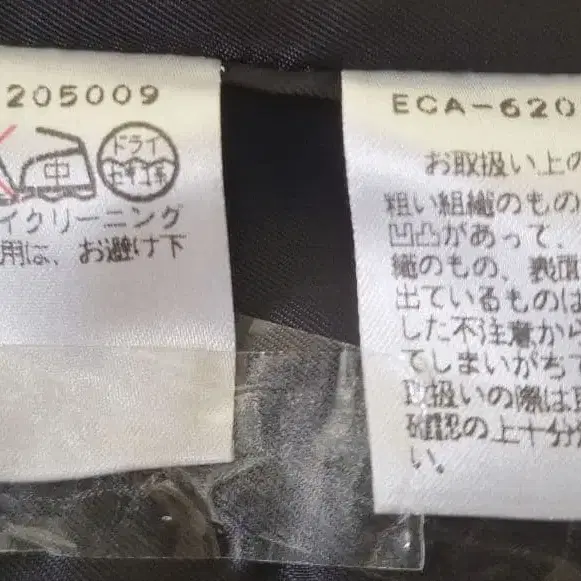 205009
中 ドライ
セキユ系
イクリーニング
用は、お避け下
ECA-620
お取扱い上の
粗い組織のもの
凹凸があって、
織のもの、表面
出ているものは
した不注意から
てしまいがちで
取扱いの際は
確認の上十分
い。